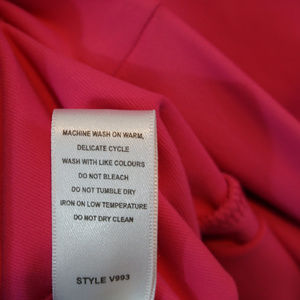 MACHINE WASH ON WARM,
DELICATE CYCLE
WASH WITH LIKE COLOURS
DO NOT BLEACH
DO NOT TUMBLE DRY
IRON ON LOW TEMPERATURE
DO NOT DRY CLEAN
STYLE V993